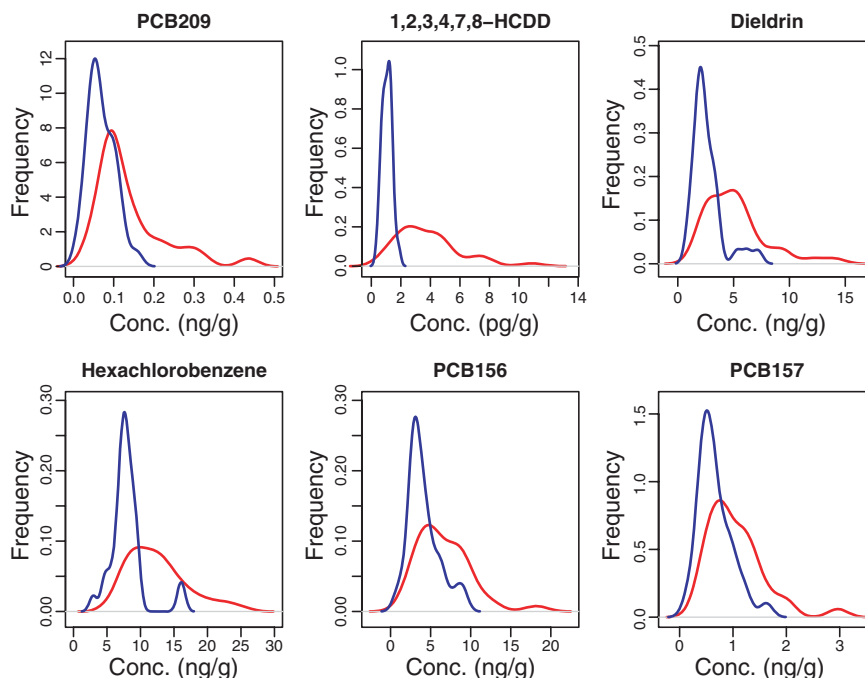 PCB209
Frequency
0 2 4 6 8 10 12
0.0 0.1 0.2 0.3 0.4 0.5
Conc. (ng/g)
1,2,3,4,7,8−HCDD
Frequency
0.0 0.2 0.4 0.6 0.8 1.0
0 2 4 6 8 10 12 14
Conc. (pg/g)
Dieldrin
Frequency
0.0 0.1 0.2 0.3 0.4 0.5
0 5 10 15
Conc. (ng/g)
Hexachlorobenzene
Frequency
0.00 0.10 0.20 0.30
0 5 10 15 20 25 30
Conc. (ng/g)
PCB156
Frequency
0.00 0.10 0.20 0.30
0 5 10 15 20
Conc. (ng/g)
PCB157
Frequency
0.0 0.5 1.0 1.5
0 1 2 3
Conc. (ng/g)